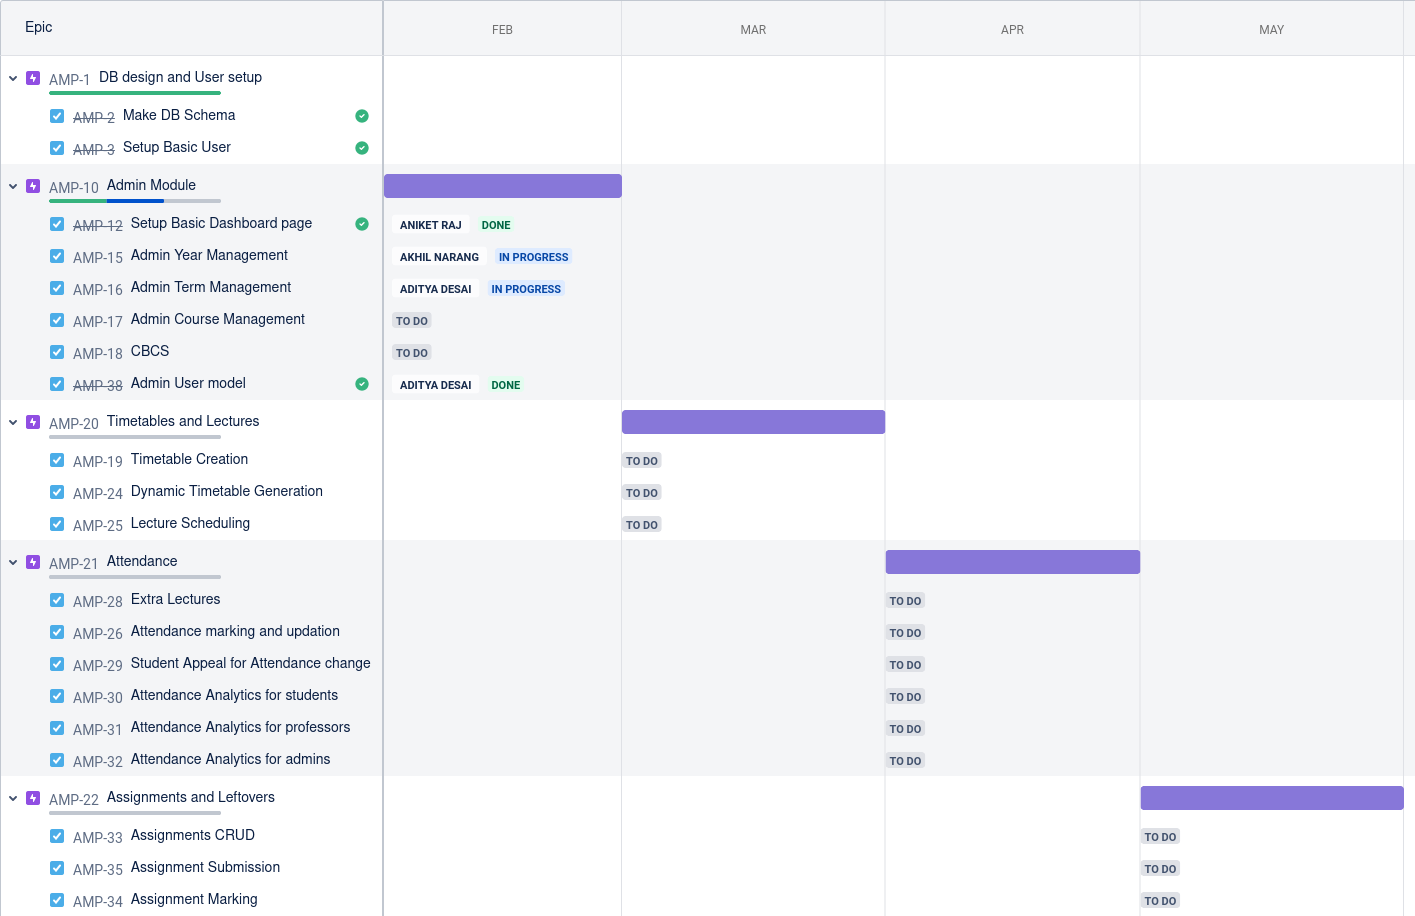 Epic FEB MAR APR MAY
AMP-1 DB design and User setup
AMP-2 Make DB Schema
AMP-3 Setup Basic User
AMP-10 Admin Module
AMP-12 Setup Basic Dashboard page ANIKET RAJ DONE
AMP-15 Admin Year Management AKHIL NARANG IN PROGRESS
AMP-16 Admin Term Management ADITYA DESAI IN PROGRESS
AMP-17 Admin Course Management TO DO
AMP-18 CBCS TO DO
AMP-38 Admin User model ADITYA DESAI DONE
AMP-20 Timetables and Lectures
AMP-19 Timetable Creation TO DO
AMP-24 Dynamic Timetable Generation TO DO
AMP-25 Lecture Scheduling TO DO
AMP-21 Attendance
AMP-28 Extra Lectures TO DO
AMP-26 Attendance marking and updation TO DO
AMP-29 Student Appeal for Attendance change TO DO
AMP-30 Attendance Analytics for students TO DO
AMP-31 Attendance Analytics for professors TO DO
AMP-32 Attendance Analytics for admins TO DO
AMP-22 Assignments and Leftovers
AMP-33 Assignments CRUD TO DO
AMP-35 Assignment Submission TO DO
AMP-34 Assignment Marking TO DO